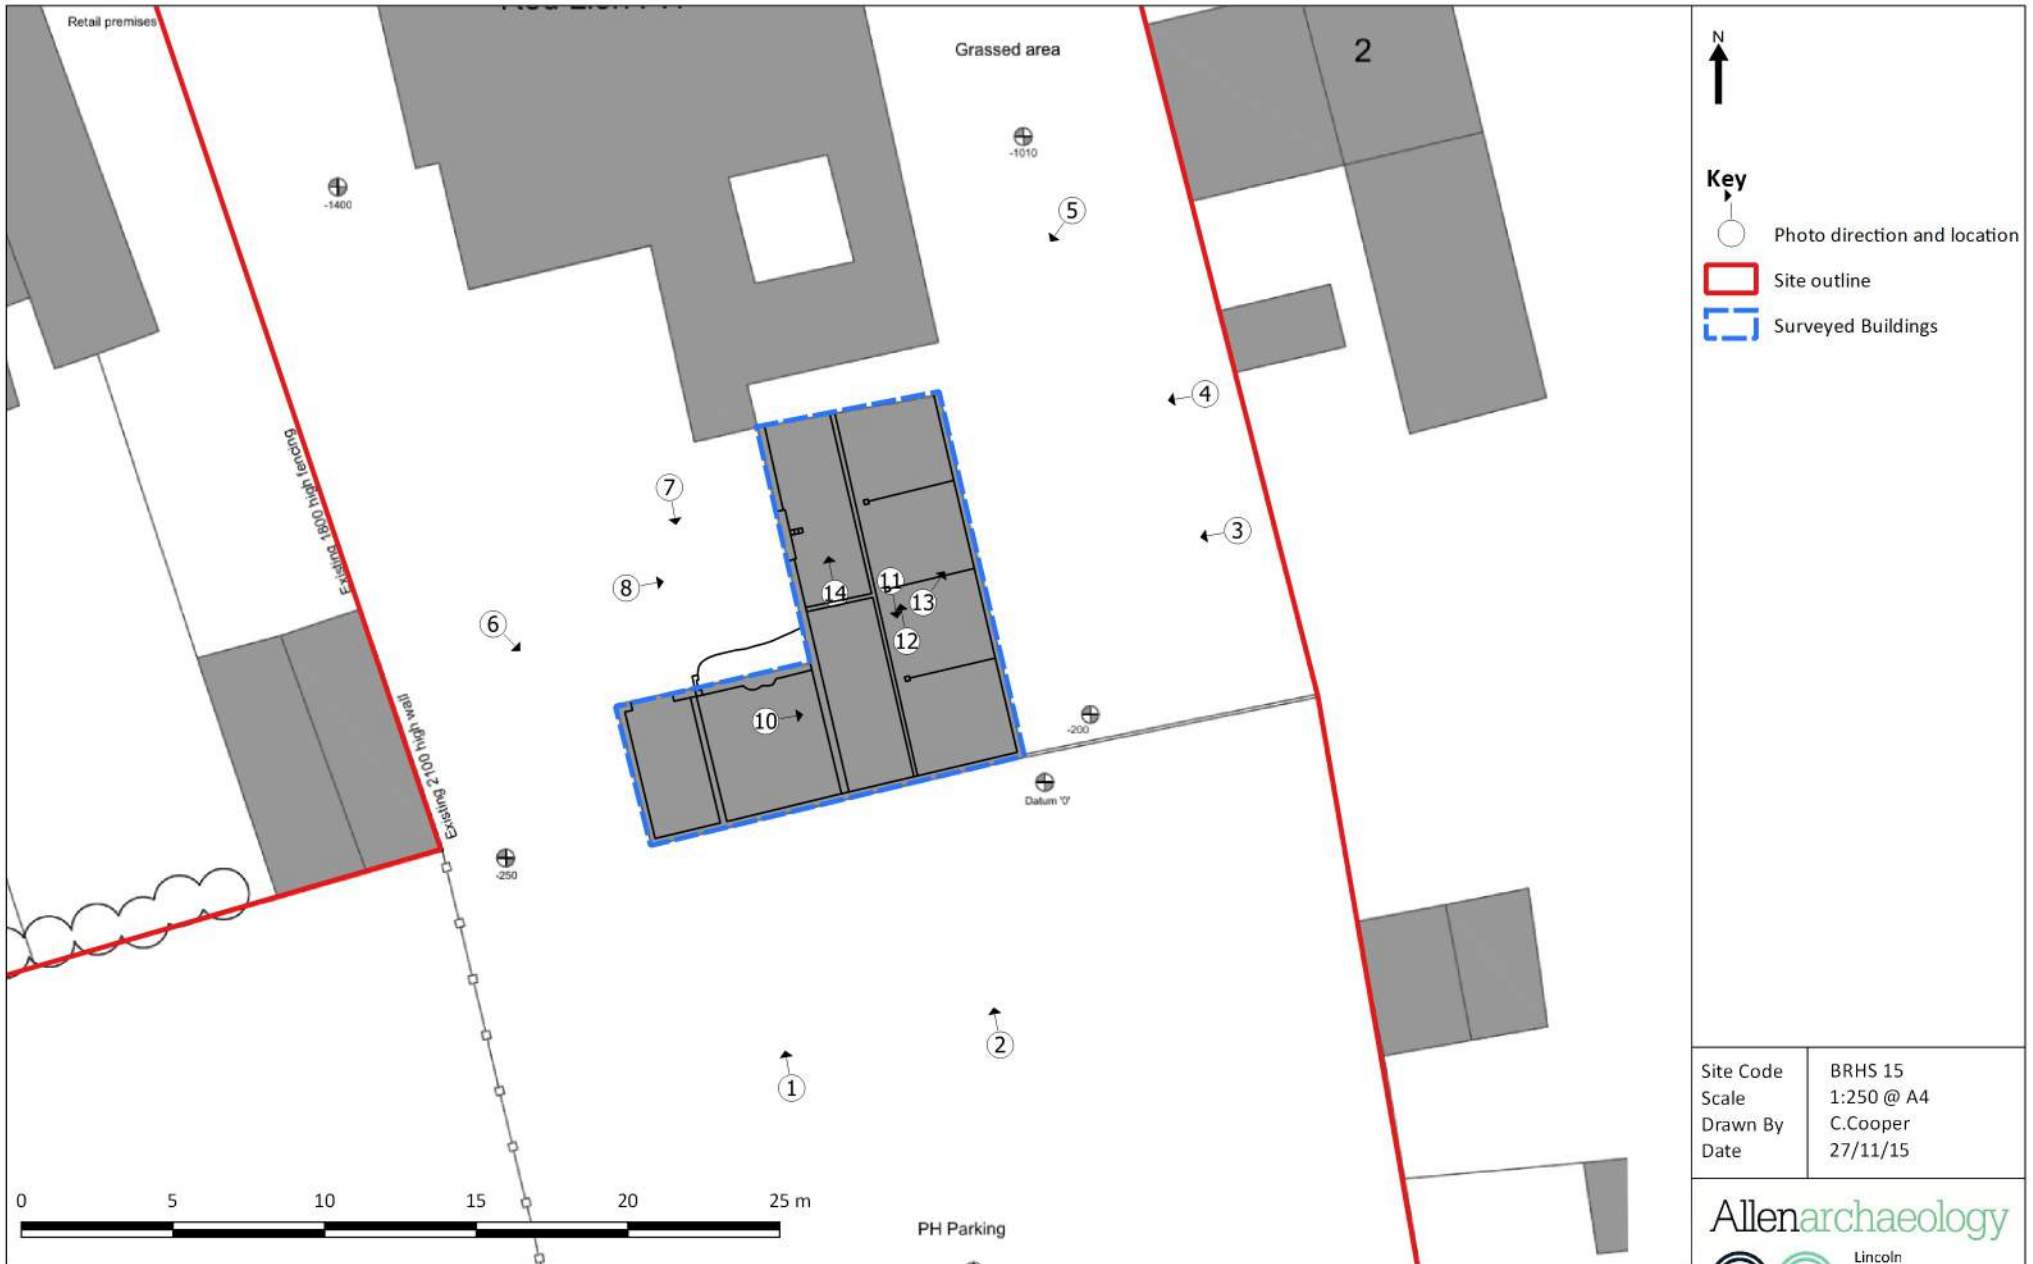 Retail premises
Grassed area
2
-1010
-1400
5
4
7
3
8
6
14
11
13
12
10
-200
Datum '0'
-250
2
1
Existing 1800 high fencing
Existing 2100 high wall
0 5 10 15 20 25 m
PH Parking
N
Key
Photo direction and location
Site outline
Surveyed Buildings
Site Code BRHS 15
Scale 1:250 @ A4
Drawn By C.Cooper
Date 27/11/15
Allenarchaeology
Lincoln